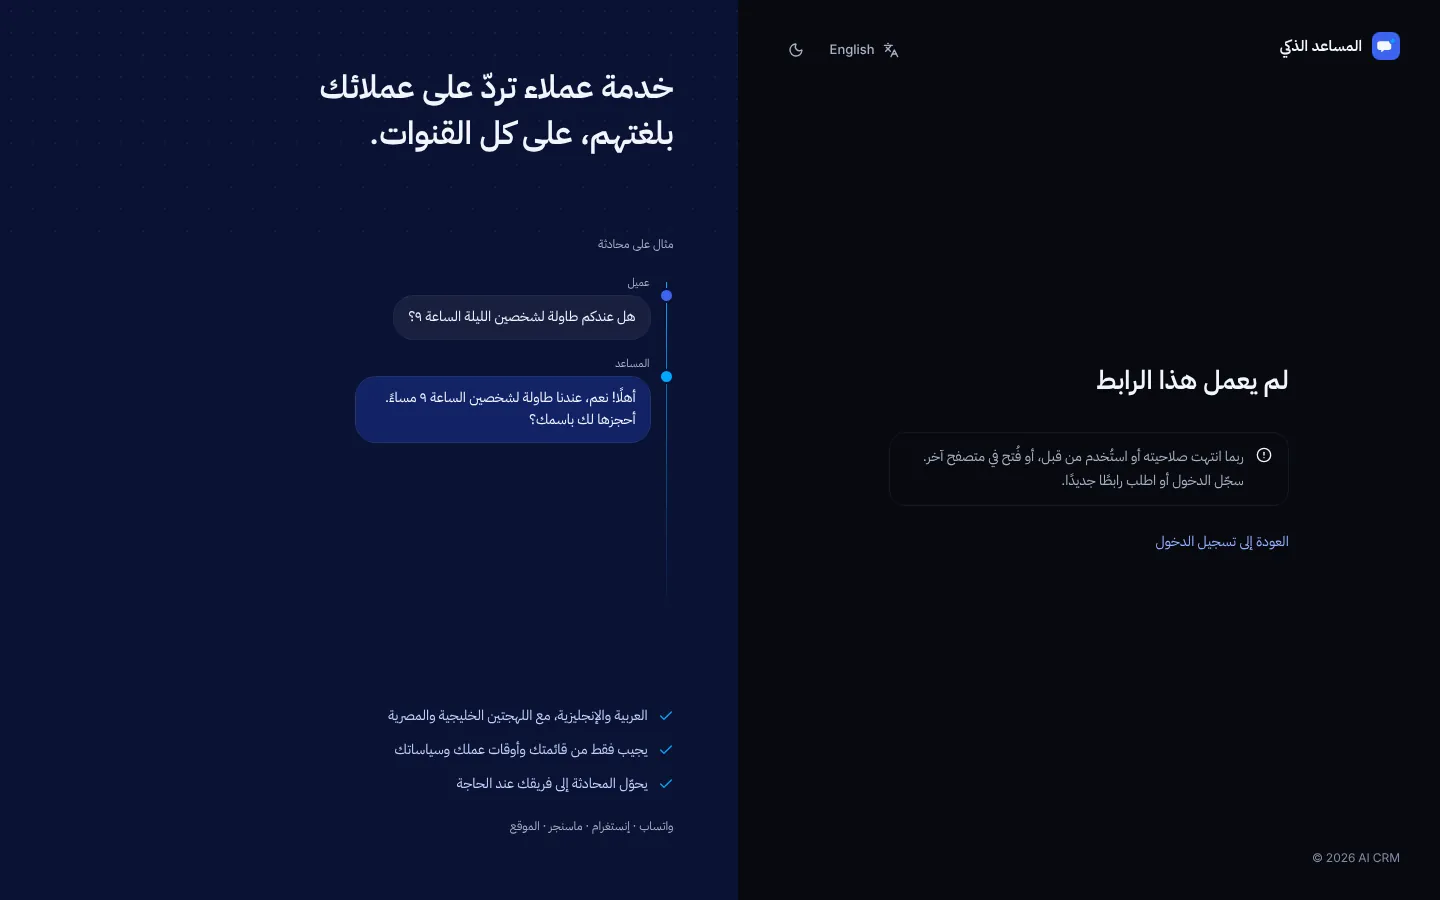 المساعد الذكي
English
لم يعمل هذا الرابط
ربما انتهت صلاحيته أو استُخدم من قبل، أو فُتح في متصفح آخر.
سجّل الدخول أو اطلب رابطًا جديدًا.
العودة إلى تسجيل الدخول
© 2026 AI CRM
خدمة عملاء تردّ على عملائك
بلغتهم، على كل القنوات.
مثال على محادثة
عميل
هل عندكم طاولة لشخصين الليلة الساعة ٩؟
المساعد
أهلًا! نعم، عندنا طاولة لشخصين الساعة ٩ مساءً.
أحجزها لك باسمك؟
العربية والإنجليزية، مع اللهجتين الخليجية والمصرية
يجيب فقط من قائمتك وأوقات عملك وسياساتك
يحوّل المحادثة إلى فريقك عند الحاجة
واتساب · إنستغرام · ماسنجر · الموقع